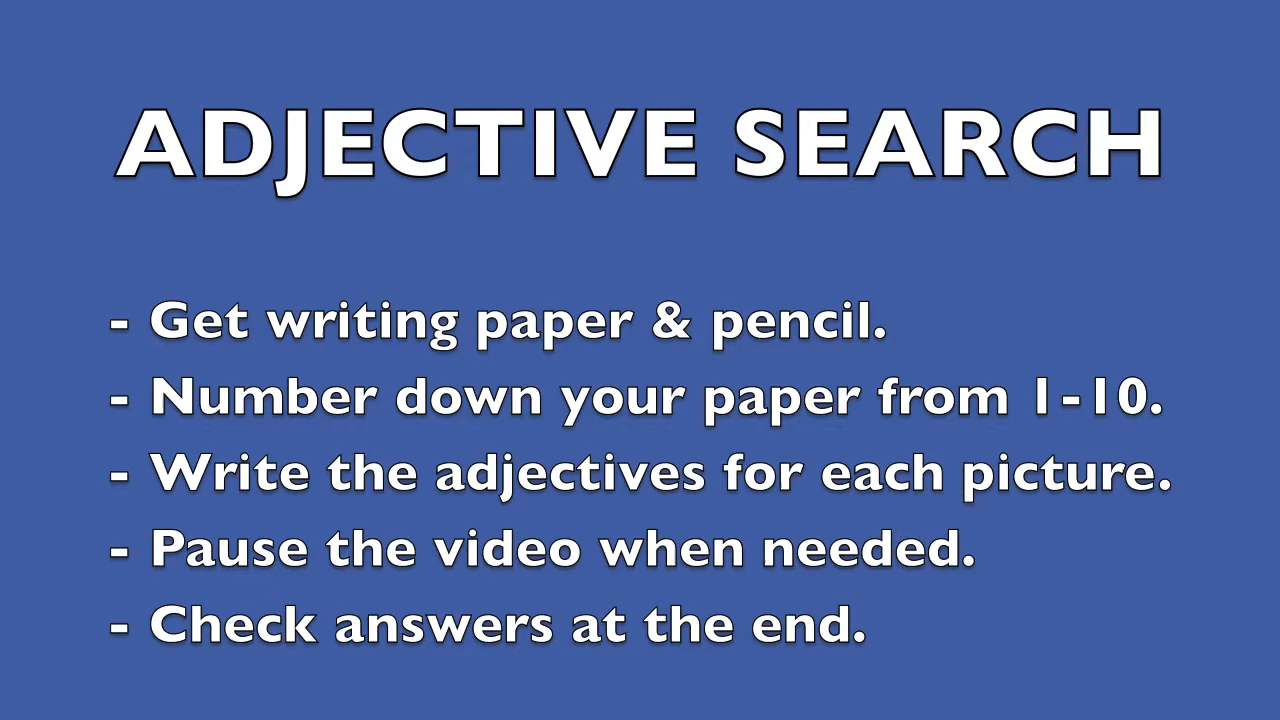 ADJECTIVE SEARCH
- Get writing paper & pencil.
- Number down your paper from 1-10.
- Write the adjectives for each picture.
- Pause the video when needed.
- Check answers at the end.